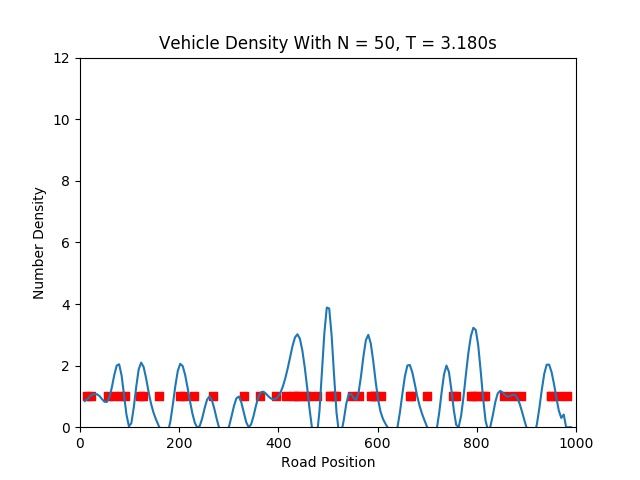 Vehicle Density With N = 50, T = 3.180s
12
10
8
6
4
2
0
Number Density
0 200 400 600 800 1000
Road Position